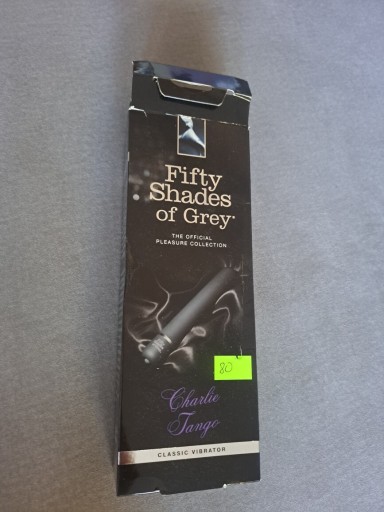 Fifty
Shades
of Grey®
THE OFFICIAL
PLEASURE COLLECTION
80
Charlie
Tango
CLASSIC VIBRATOR